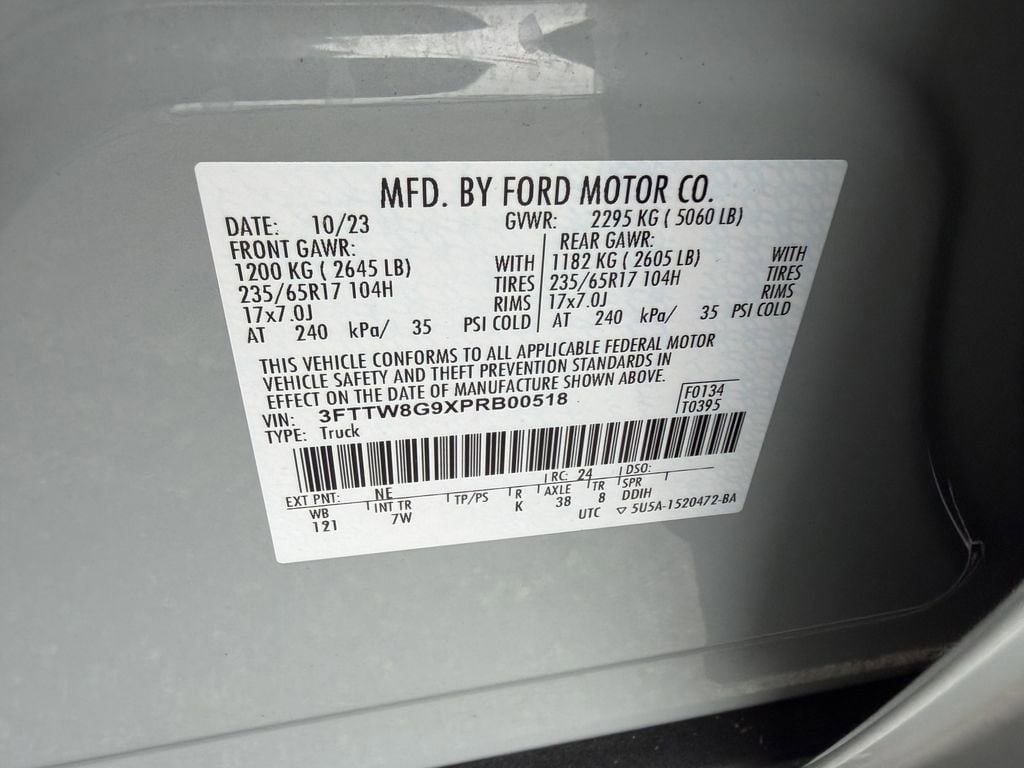 MFD. BY FORD MOTOR CO.
DATE: 10/23 GVWR: 2295 KG ( 5060 LB)
FRONT GAWR: REAR GAWR:
1200 KG ( 2645 LB) WITH 1182 KG ( 2605 LB) WITH
235/65R17 104H TIRES 235/65R17 104H TIRES
17x7.0J RIMS 17x7.0J RIMS
AT 240 kPa/ 35 PSI COLD AT 240 kPa/ 35 PSI COLD
THIS VEHICLE CONFORMS TO ALL APPLICABLE FEDERAL MOTOR
VEHICLE SAFETY AND THEFT PREVENTION STANDARDS IN
EFFECT ON THE DATE OF MANUFACTURE SHOWN ABOVE.
VIN: 3FTTW8G9XPRB00518 F0134
TYPE: Truck T0395
EXT PNT: NE RC: 24 DSO:
WB INT TR TP/PS R AXLE TR SPR
121 7W K 38 8 DDIH
UTC ▽ 5U5A-1520472-BA